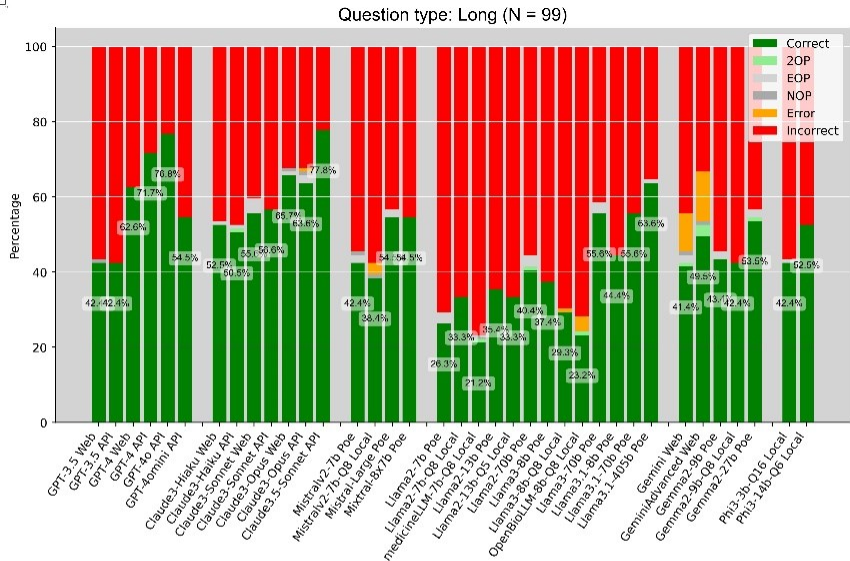 Question type: Long (N = 99)
Correct
2OP
EOP
NOP
Error
Incorrect
Percentage
100
80
60
40
20
0
42.4%
62.6%
71.7%
76.8%
54.5%
52.5%
50.5%
56.6%
65.7%
63.6%
77.8%
42.4%
38.4%
54.5%
26.3%
33.3%
21.2%
35.4%
33.3%
40.4%
37.4%
29.3%
23.2%
55.6%
44.4%
55.6%
63.6%
41.4%
49.5%
42.4%
53.5%
42.4%
52.5%
GPT-3.5 Web
GPT-3.5 API
GPT-4 Web
GPT-4 API
GPT-4o API
GPT-4omini API
Claude3-Haiku Web
Claude3-Haiku API
Claude3-Sonnet Web
Claude3-Sonnet API
Claude3-Opus Web
Claude3-Opus API
Claude3.5-Sonnet API
Mistralv2-7b Poe
Mistralv2-7b-Q8 Local
Mistral-Large Poe
Mixtral-8x7b Poe
Llama2-7b Poe
Llama2-7b-Q8 Local
medicineLLM-7b-Q8 Local
Llama2-13b Poe
Llama2-13b-Q5 Local
Llama2-70b Poe
Llama3-8b Poe
Llama3-8b-Q8 Local
OpenBioLLM-8b-Q8 Local
Llama3-70b Poe
Llama3.1-8b Poe
Llama3.1-70b Poe
Llama3.1-405b Poe
Gemini Web
GeminiAdvanced Web
Gemma2-9b Poe
Gemma2-9b-Q8 Local
Gemma2-27b Poe
Phi3-3b-Q16 Local
Phi3-14b-Q6 Local